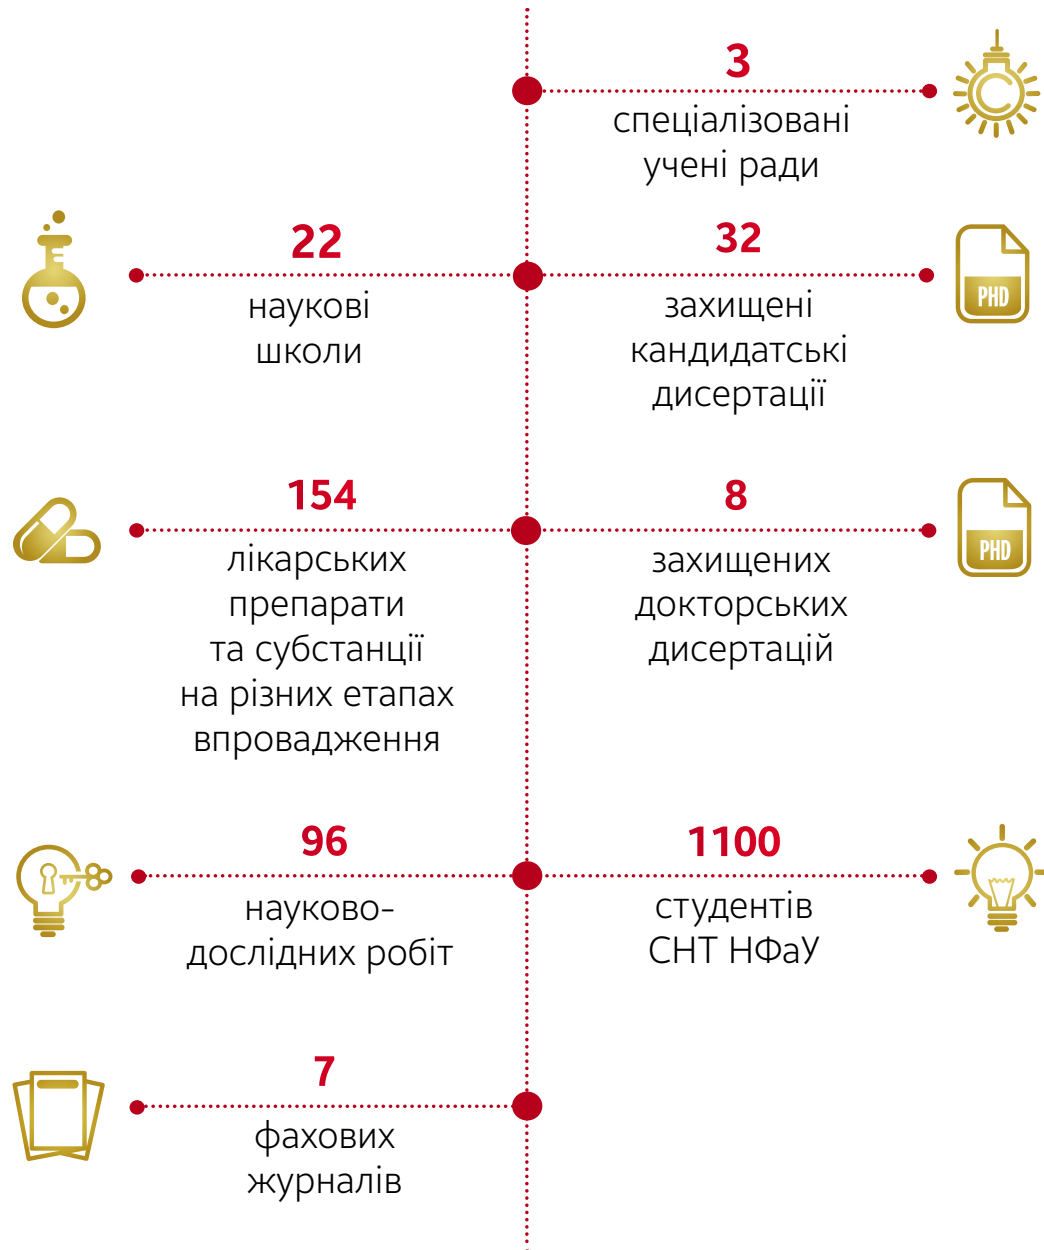 3
спеціалізовані
учені ради
22
наукові
школи
32
захищені
кандидатські
дисертації
PHD
154
лікарських
препарати
та субстанції
на різних етапах
впровадження
8
захищених
докторських
дисертацій
PHD
96
науково-
дослідних робіт
1100
студентів
СНТ НФаУ
7
фахових
журналів